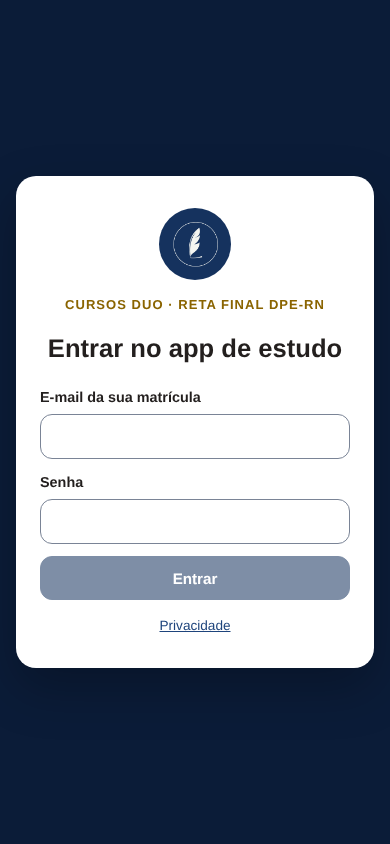 CURSOS DUO · RETA FINAL DPE-RN
Entrar no app de estudo
E-mail da sua matrícula
Senha
Entrar
Privacidade